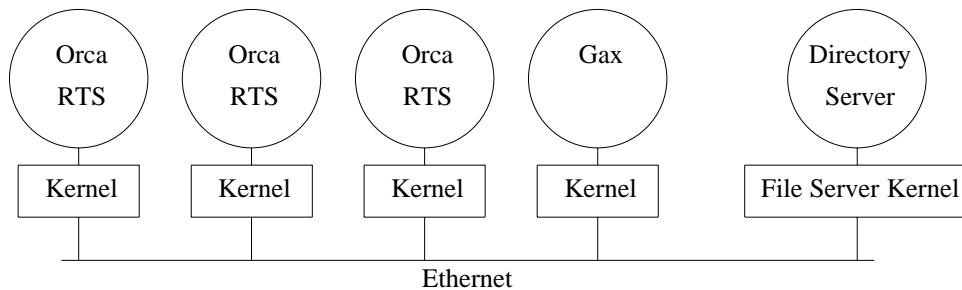 Orca
RTS
Orca
RTS
Orca
RTS
Gax
Directory
Server
Kernel
Kernel
Kernel
Kernel
File Server Kernel
Ethernet